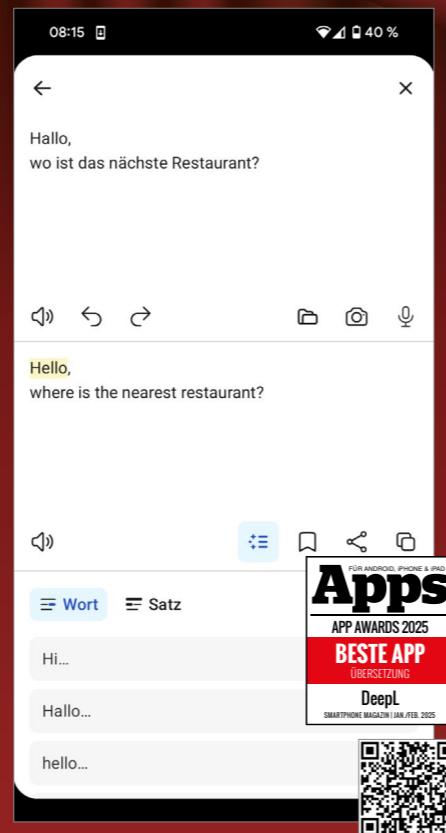 08:15
40 %
Hallo,
wo ist das nächste Restaurant?
Hello,
where is the nearest restaurant?
Wort
Satz
Hi...
Hallo...
hello...
FÜR ANDROID, IPHONE & IPAD
Apps
APP AWARDS 2025
BESTE APP
ÜBERSETZUNG
DeepL
SMARTPHONE MAGAZIN | JAN./FEB. 2025